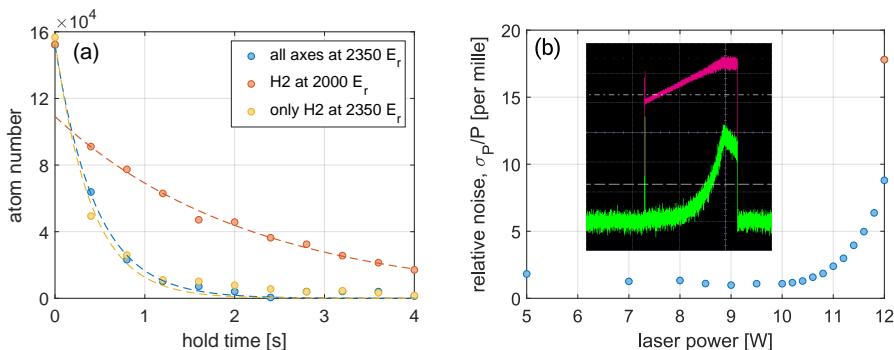 ×10^4
(a)
all axes at 2350 E_r
H2 at 2000 E_r
only H2 at 2350 E_r
16
12
8
4
0
atom number
0 1 2 3 4
hold time [s]
(b)
20
15
10
5
0
relative noise, σ_P/P [per mille]
5 6 7 8 9 10 11 12
laser power [W]